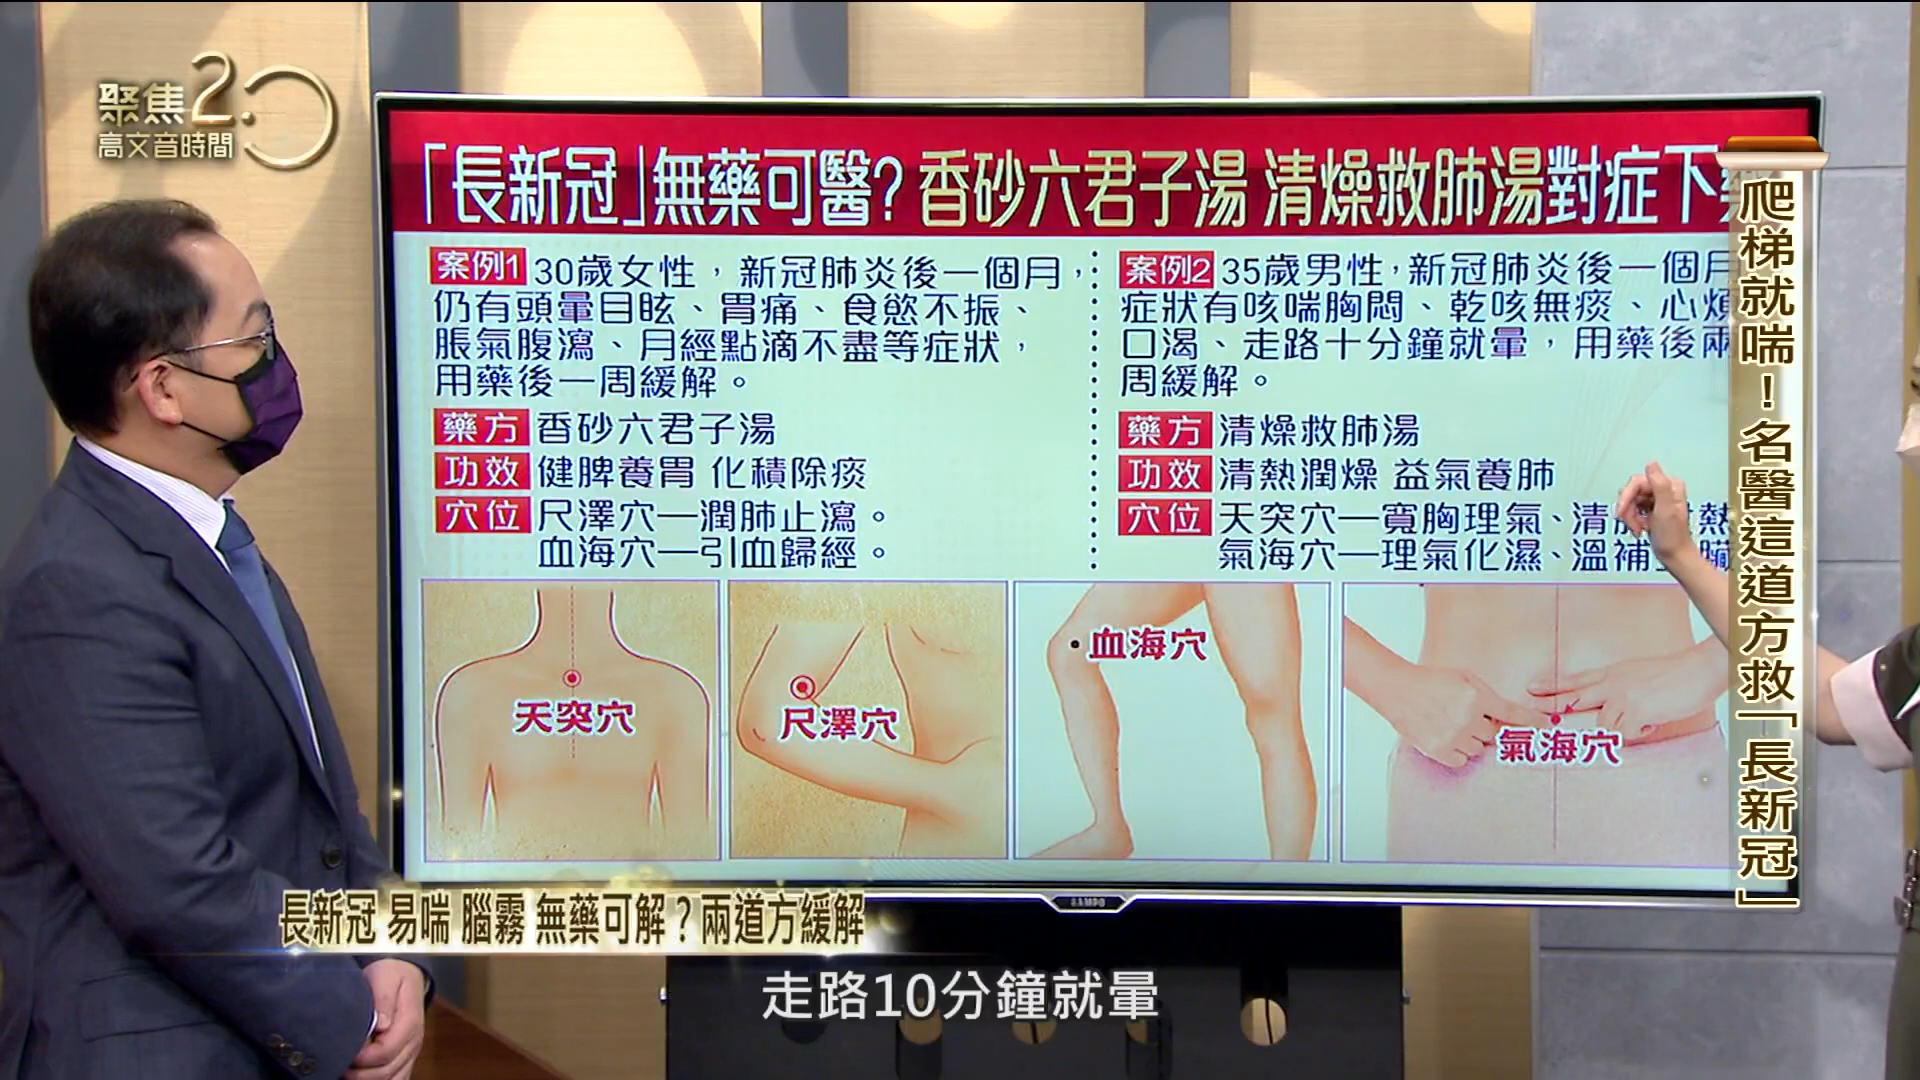 聚焦2.0
高文音時間
「長新冠」無藥可醫？香砂六君子湯 清燥救肺湯對症下
案例1 30歲女性，新冠肺炎後一個月，
仍有頭暈目眩、胃痛、食慾不振、
脹氣腹瀉、月經點滴不盡等症狀，
用藥後一周緩解。
藥方 香砂六君子湯
功效 健脾養胃 化積除痰
穴位 尺澤穴—潤肺止瀉。
血海穴—引血歸經。
案例2 35歲男性，新冠肺炎後一個月
症狀有咳喘胸悶、乾咳無痰、心煩
口渴、走路十分鐘就暈，用藥後兩
周緩解。
藥方 清燥救肺湯
功效 清熱潤燥 益氣養肺
穴位 天突穴—寬胸理氣、清 熱
氣海穴—理氣化濕、溫補 臟
天突穴
尺澤穴
血海穴
氣海穴
SAMPO
爬梯就喘！名醫這道方救「長新冠」
長新冠 易喘 腦霧 無藥可解？兩道方緩解
走路10分鐘就暈